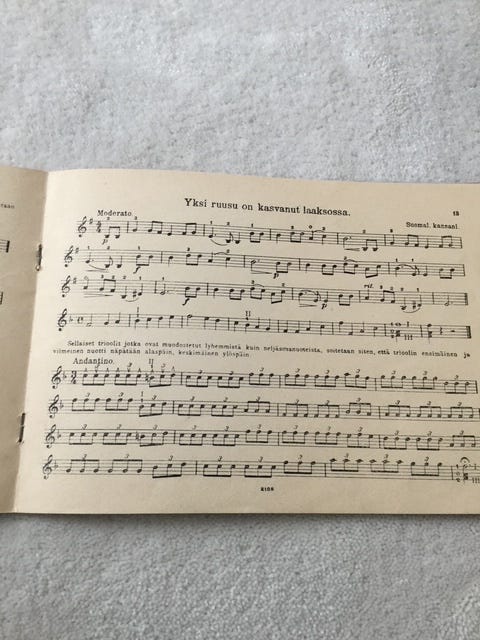 Yksi ruusu on kasvanut laaksossa.
13
Moderato
Suomal. kansanl.
Sellaiset trioolit jotka ovat muodostetut lyhemmistä kuin neljäsosanuoteista, soitetaan siten, että trioolin ensimäinen ja
viimeinen nuotti näpätään alaspäin, keskimäinen ylöspäin.
Andantino
II
2108